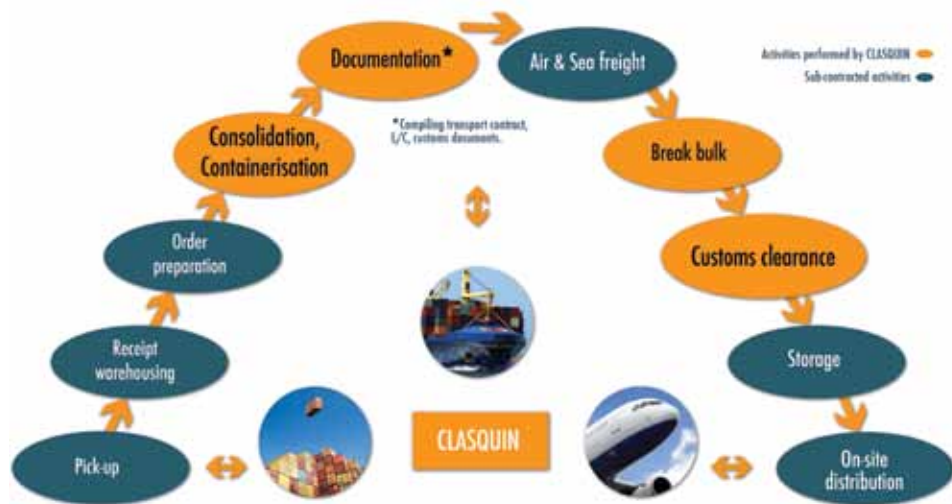 Documentation*
Air & Sea freight
Activities performed by CLASQUIN
Sub-contracted activities
*Compiling transport contract,
L/C, customs documents.
Consolidation,
Containerisation
Break bulk
Order
preparation
Customs clearance
Receipt
warehousing
Storage
Pick-up
CLASQUIN
On-site
distribution